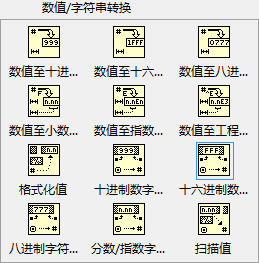 数值/字符串转换
# 999
# 1FFF
# 0777
数值至十进... 数值至十六... 数值至八进...
F n.nn
E n.nEn
E n.nE3
数值至小数... 数值至指数... 数值至工程...
n.n
999 #
FFF #
格式化值 十进制数字... 十六进制数...
777 #
n.nn #
n.n
八进制字符... 分数/指数字... 扫描值